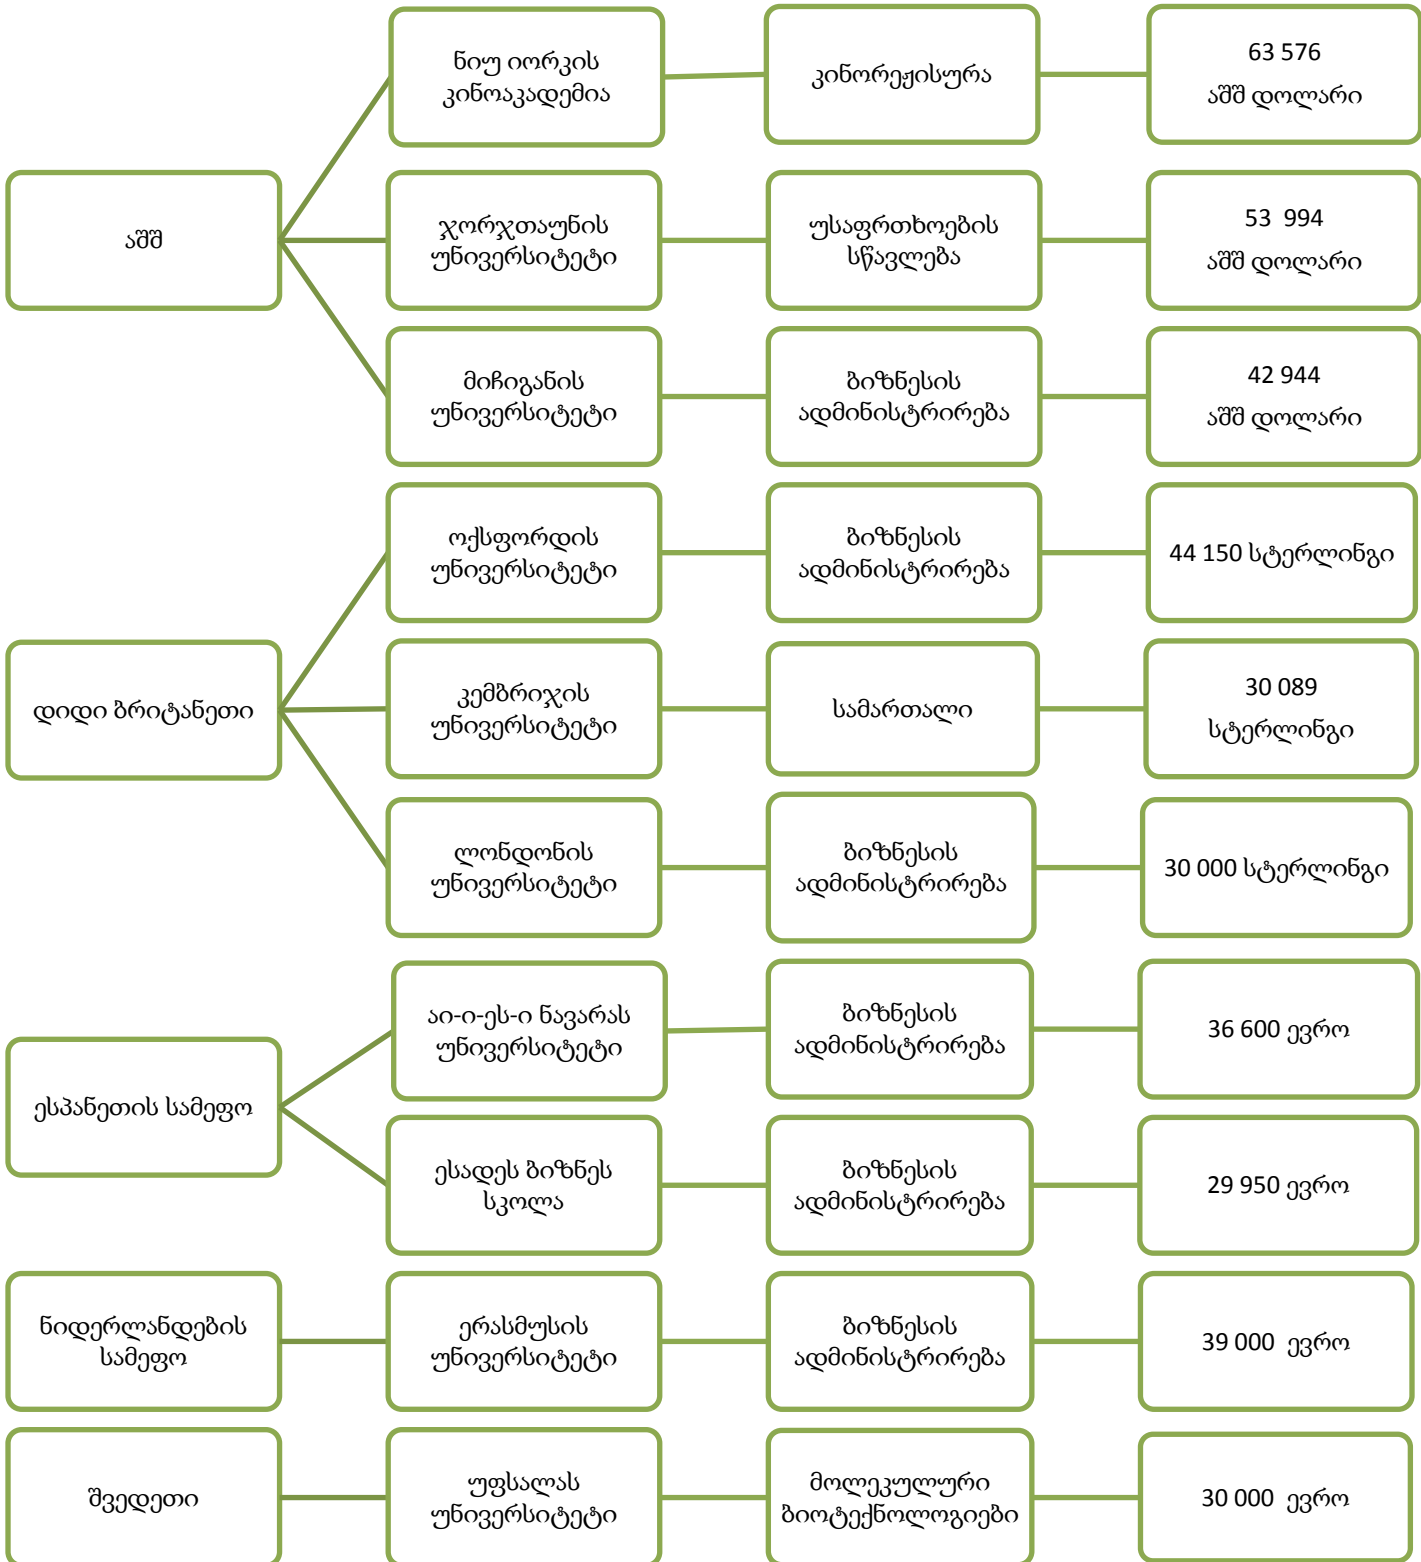 აშშ
ნიუ იორკის
კინოაკადემია
კინორეჟისურა
63 576
აშშ დოლარი
ჯორჯთაუნის
უნივერსიტეტი
უსაფრთხოების
სწავლება
53 994
აშშ დოლარი
მიჩიგანის
უნივერსიტეტი
ბიზნესის
ადმინისტრირება
42 944
აშშ დოლარი
დიდი ბრიტანეთი
ოქსფორდის
უნივერსიტეტი
ბიზნესის
ადმინისტრირება
44 150 სტერლინგი
კემბრიჯის
უნივერსიტეტი
სამართალი
30 089
სტერლინგი
ლონდონის
უნივერსიტეტი
ბიზნესის
ადმინისტრირება
30 000 სტერლინგი
ესპანეთის სამეფო
აი-ი-ეს-ი ნავარას
უნივერსიტეტი
ბიზნესის
ადმინისტრირება
36 600 ევრო
ესადეს ბიზნეს
სკოლა
ბიზნესის
ადმინისტრირება
29 950 ევრო
ნიდერლანდების
სამეფო
ერასმუსის
უნივერსიტეტი
ბიზნესის
ადმინისტრირება
39 000 ევრო
შვედეთი
უფსალას
უნივერსიტეტი
მოლეკულური
ბიოტექნოლოგიები
30 000 ევრო